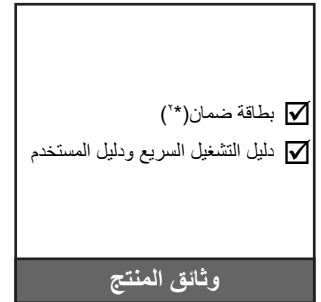 ☑ بطاقة ضمان(*٢)
☑ دليل التشغيل السريع ودليل المستخدم
وثائق المنتج